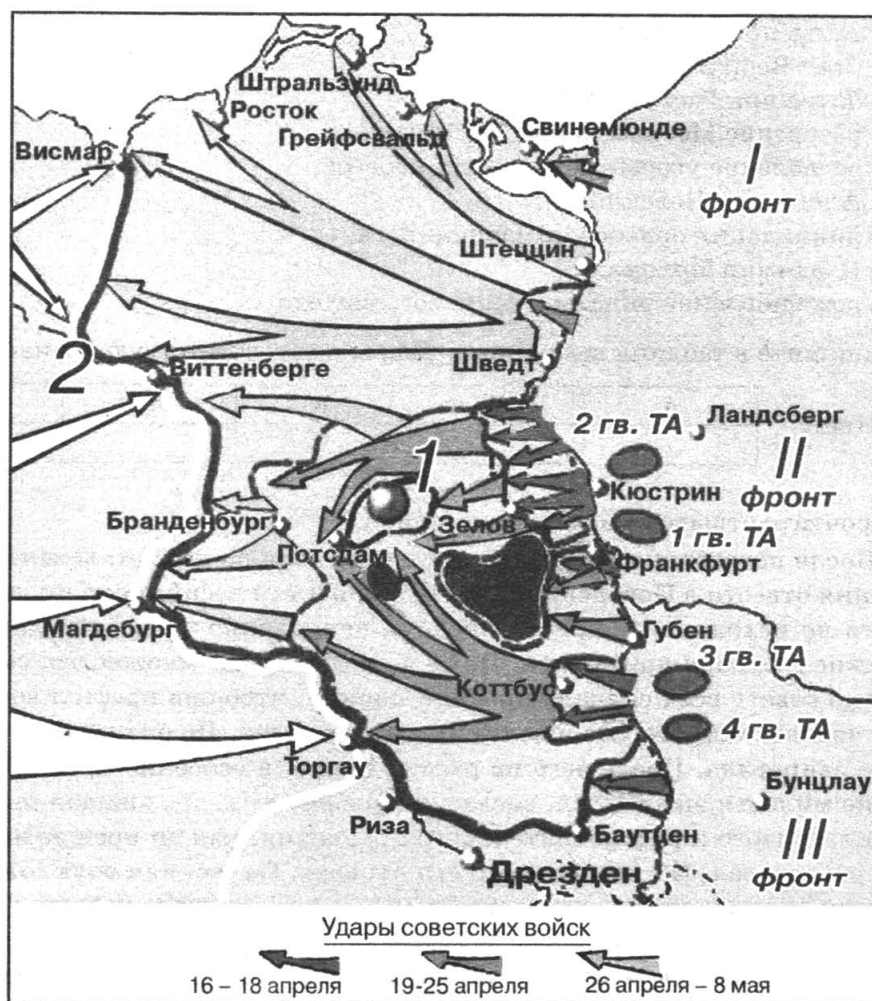 Штральзунд
Росток
Грейфсвальд
Свинемюнде
Висмар
I
фронт
Штеццин
2
Виттенберге
Шведт
2 гв. ТА
Ландсберг
1
II
фронт
Кюстрин
Бранденбург
Зелов
Потсдам
1 гв. ТА
Франкфурт
Магдебург
Губен
3 гв. ТА
Коттбус
4 гв. ТА
Торгау
Бунцлау
Риза
Баутцен
III
фронт
Дрезден
Удары советских войск
16 – 18 апреля
19-25 апреля
26 апреля – 8 мая